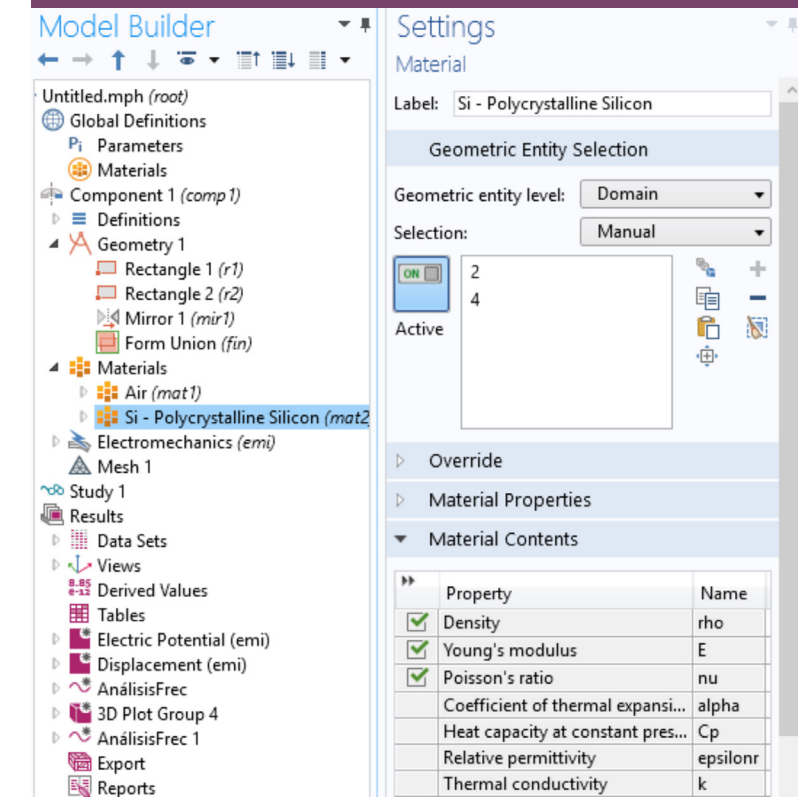 Model Builder
Untitled.mph (root)
Global Definitions
Pi Parameters
Materials
Component 1 (comp1)
Definitions
Geometry 1
Rectangle 1 (r1)
Rectangle 2 (r2)
Mirror 1 (mir1)
Form Union (fin)
Materials
Air (mat1)
Si - Polycrystalline Silicon (mat2
Electromechanics (emi)
Mesh 1
Study 1
Results
Data Sets
Views
8.85
e-12 Derived Values
Tables
Electric Potential (emi)
Displacement (emi)
AnálisisFrec
3D Plot Group 4
AnálisisFrec 1
Export
Reports
Settings
Material
Label: Si - Polycrystalline Silicon
Geometric Entity Selection
Geometric entity level: Domain
Selection: Manual
ON
Active
2
4
Override
Material Properties
Material Contents
Property Name
Density rho
Young's modulus E
Poisson's ratio nu
Coefficient of thermal expansi... alpha
Heat capacity at constant pres... Cp
Relative permittivity epsilonr
Thermal conductivity k